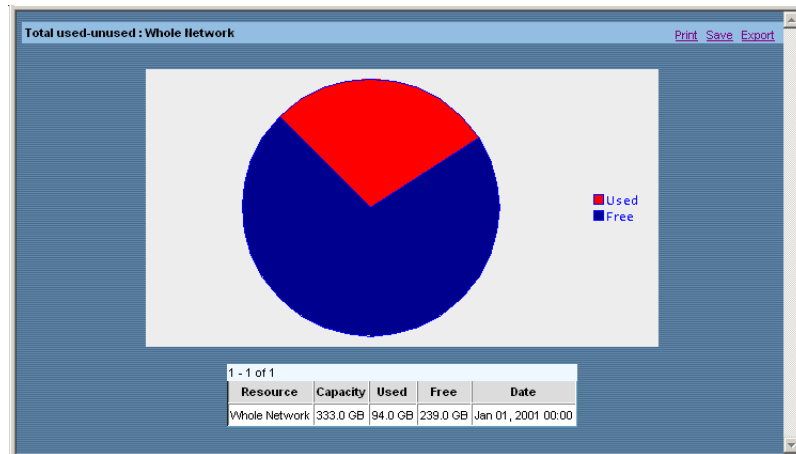 Total used-unused : Whole Network
Print Save Export
Used
Free
1 - 1 of 1
Resource Capacity Used Free Date
Whole Network 333.0 GB 94.0 GB 239.0 GB Jan 01, 2001 00:00